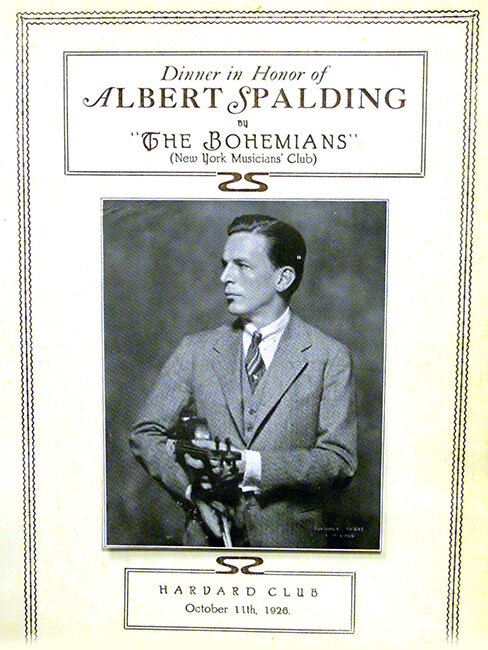 Dinner in Honor of
ALBERT SPALDING
BY
"THE BOHEMIANS"
(New York Musicians' Club)
HARVARD CLUB
October 11th, 1926.